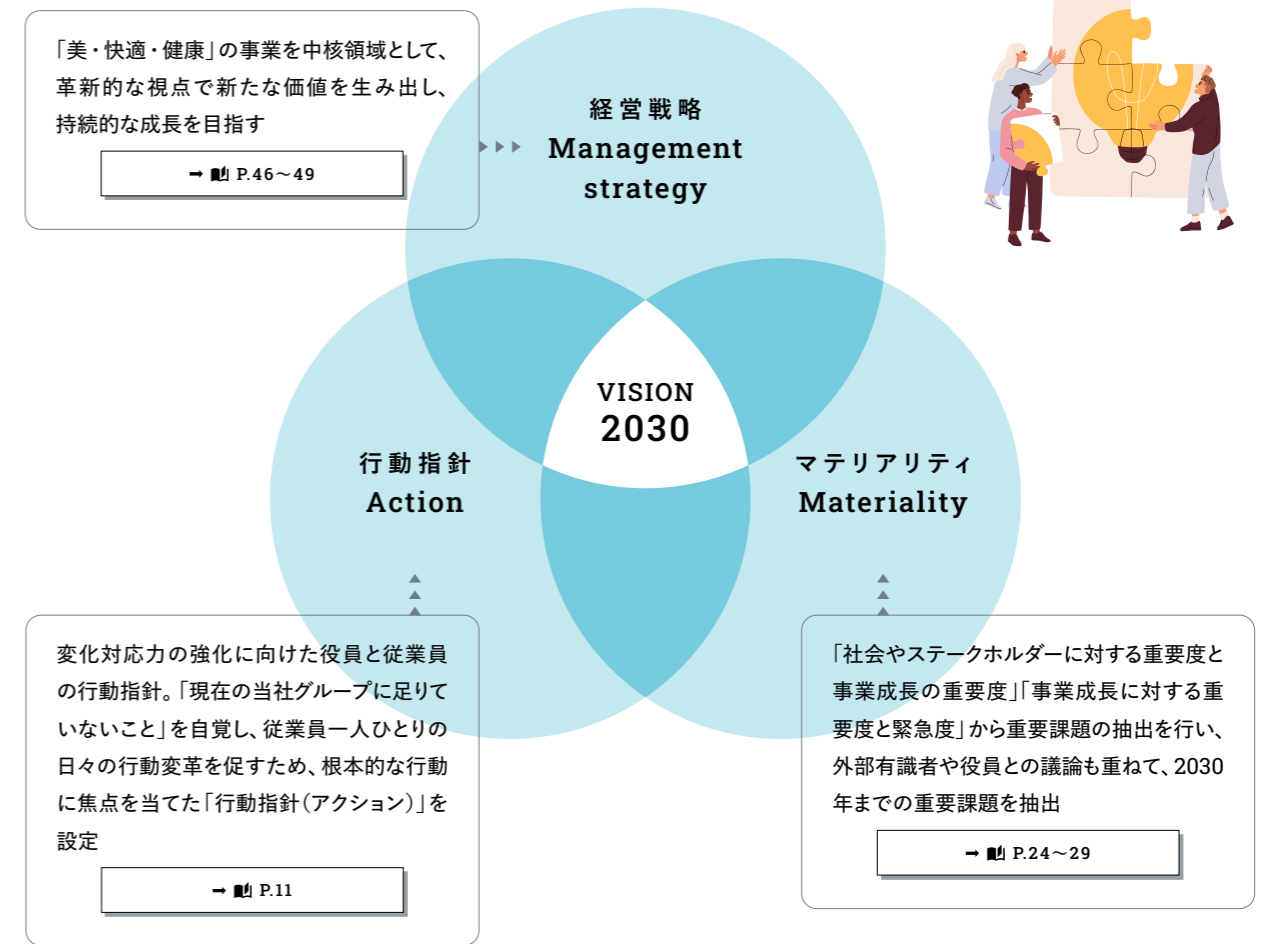 「美・快適・健康」の事業を中核領域として、
革新的な視点で新たな価値を生み出し、
持続的な成長を目指す
→ P.46～49
経営戦略
Management
strategy
VISION
2030
行動指針
Action
マテリアリティ
Materiality
変化対応力の強化に向けた役員と従業員
の行動指針。「現在の当社グループに足りて
いないこと」を自覚し、従業員一人ひとりの
日々の行動変革を促すため、根本的な行動
に焦点を当てた「行動指針（アクション）」を
設定
→ P.11
「社会やステークホルダーに対する重要度と
事業成長の重要度」「事業成長に対する重
要度と緊急度」から重要課題の抽出を行い、
外部有識者や役員との議論も重ねて、2030
年までの重要課題を抽出
→ P.24～29